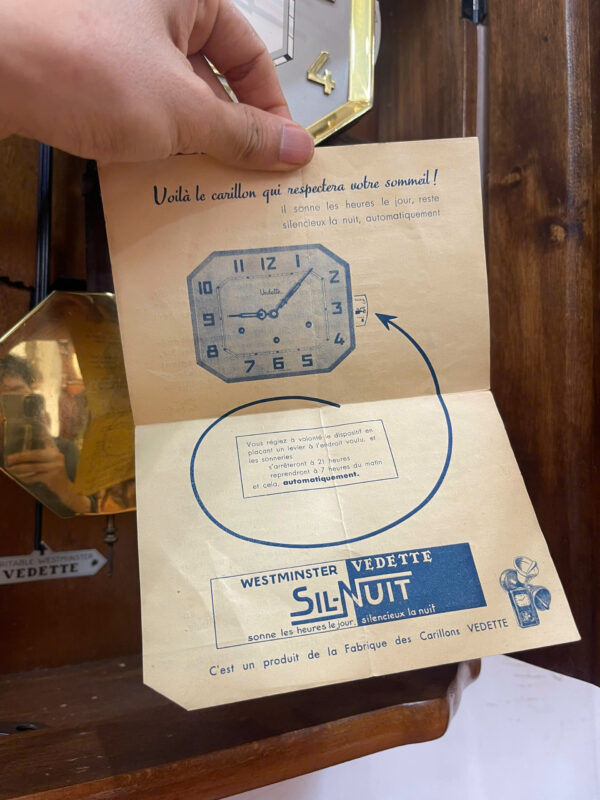 4
Voilà le carillon qui respectera votre sommeil!
il sonne les heures le jour, reste
silencieux la nuit, automatiquement
11 12 1
10 2
Vedette
9 3
8 4
7 6 5
Vous réglez à volonté le dispositif en
plaçant un levier à l'endroit voulu, et
les sonneries
s'arrêteront à 21 heures
reprendront à 7 heures du matin
et cela, automatiquement.
WESTMINSTER VEDETTE
SIL-NUIT
sonne les heures le jour, silencieux la nuit
C'est un produit de la Fabrique des Carillons VEDETTE
RITABLE WESTMINSTER
VEDETTE